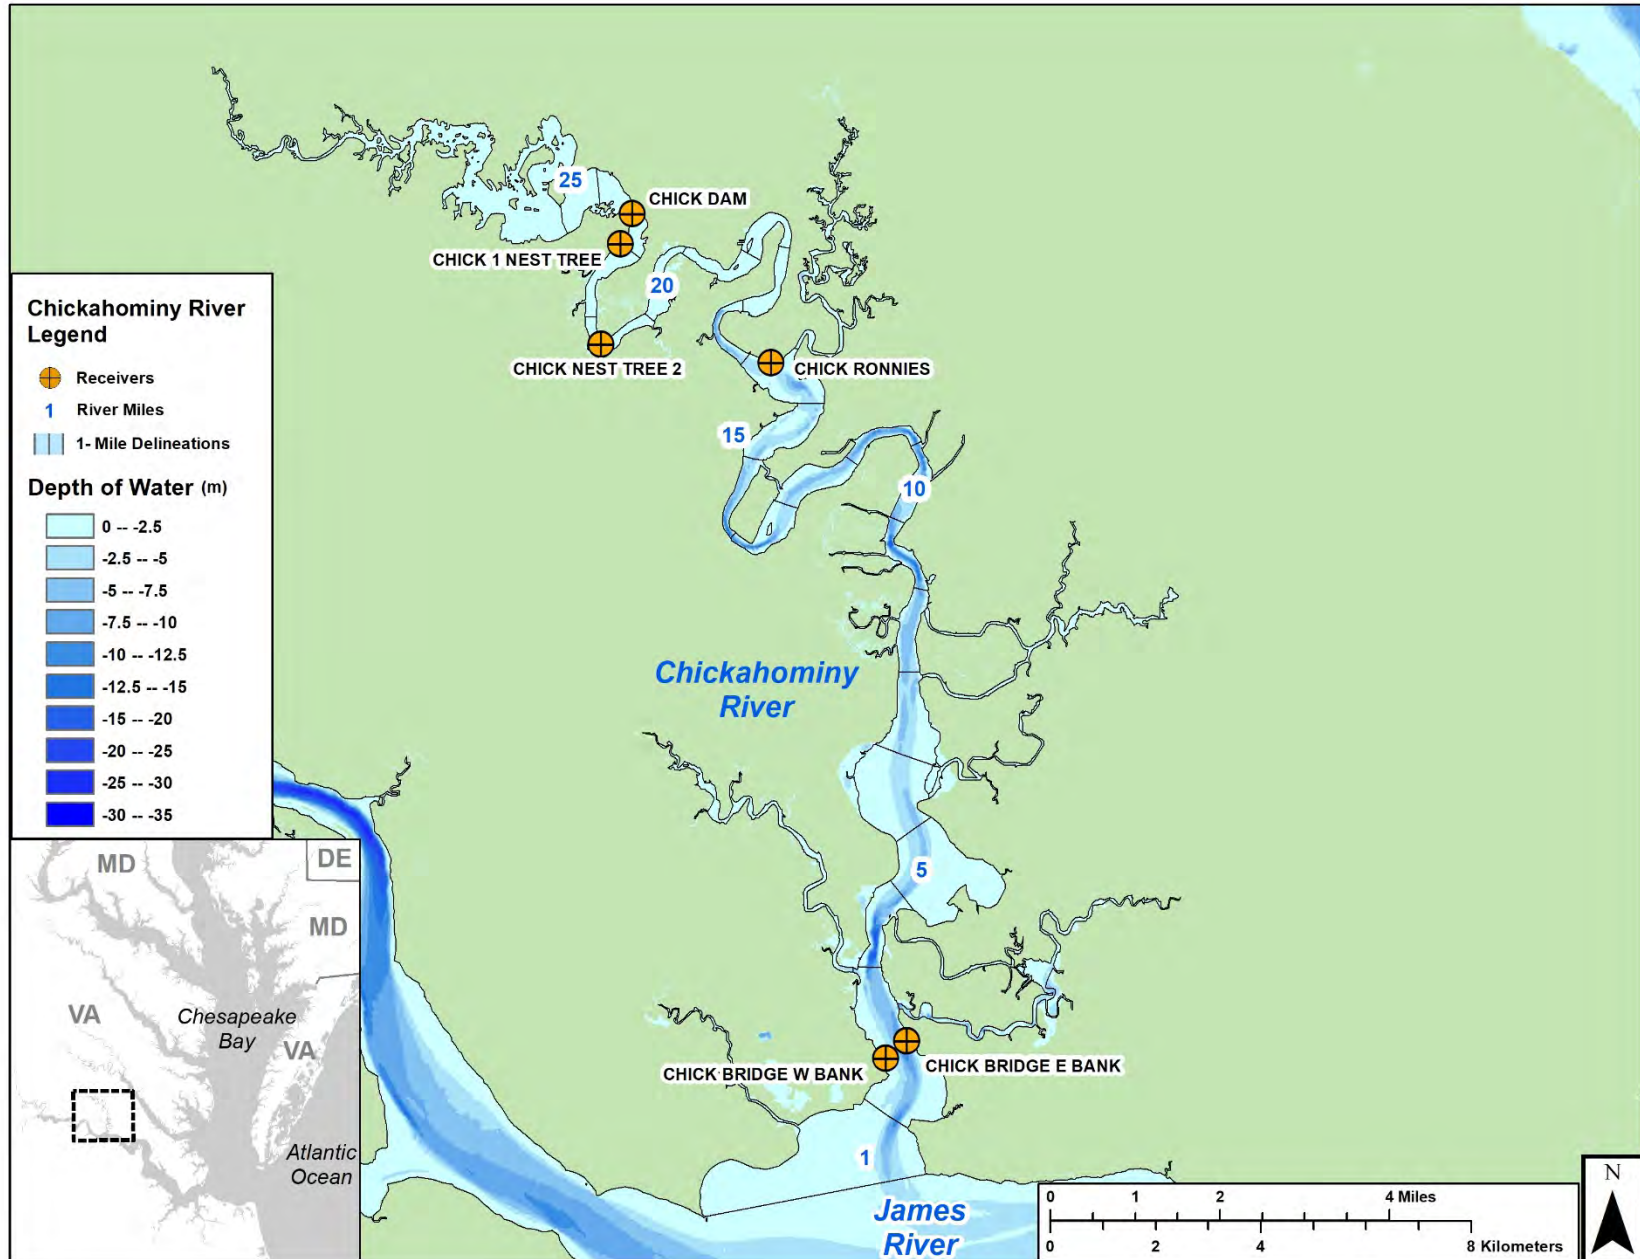 25
CHICK DAM
CHICK 1 NEST TREE
20
CHICK NEST TREE 2
CHICK RONNIES
15
10
Chickahominy River
Legend
Receivers
1 River Miles
1- Mile Delineations
Depth of Water (m)
0 -- -2.5
-2.5 -- -5
-5 -- -7.5
-7.5 -- -10
-10 -- -12.5
-12.5 -- -15
-15 -- -20
-20 -- -25
-25 -- -30
-30 -- -35
Chickahominy
River
5
CHICK BRIDGE W BANK
CHICK BRIDGE E BANK
1
James
River
MD
DE
MD
VA
Chesapeake
Bay
VA
Atlantic
Ocean
0 1 2 4 Miles
0 2 4 8 Kilometers
N